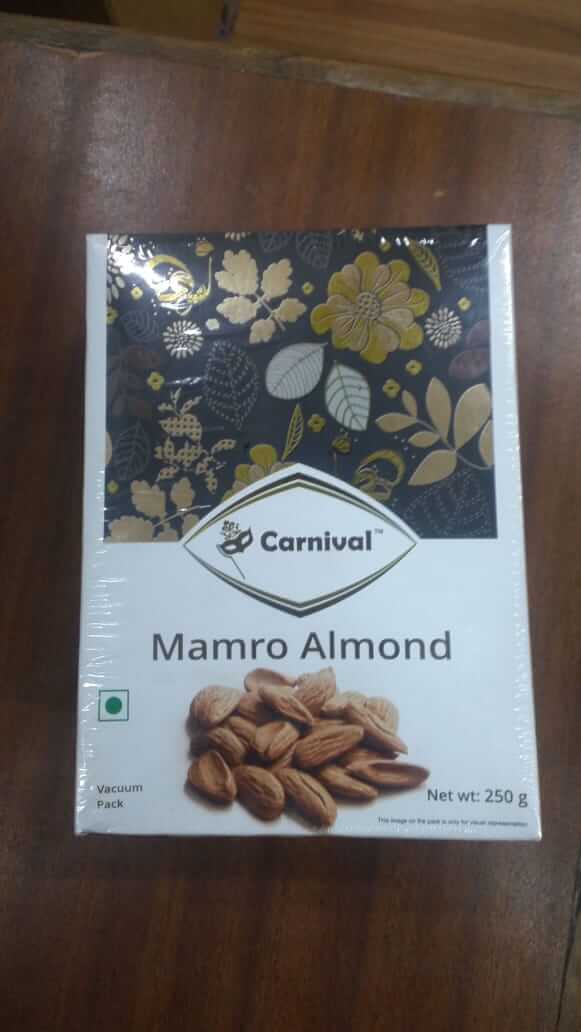 Carnival™
Mamro Almond
Vacuum
Pack
Net wt: 250 g
This image on the pack is only for visual representation